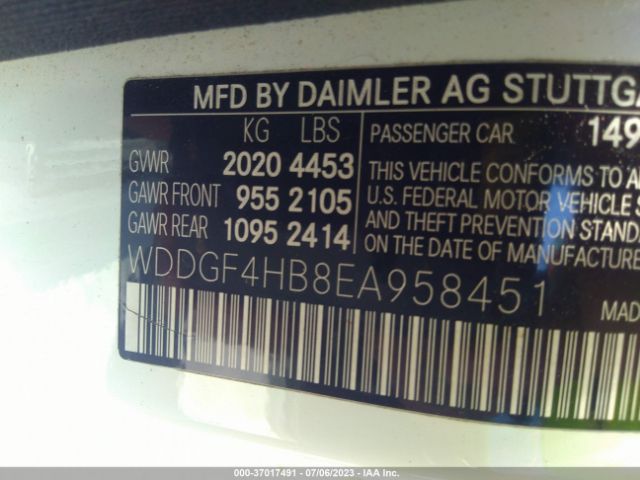 MFD BY DAIMLER AG STUTTGA
KG LBS
GVWR 2020 4453
GAWR FRONT 955 2105
GAWR REAR 1095 2414
PASSENGER CAR 149
THIS VEHICLE CONFORMS TO A
U.S. FEDERAL MOTOR VEHICLE S
AND THEFT PREVENTION STANDA
ON THE DATE OF MANUFACTUR
WDDGF4HB8EA958451
MAD
000-37017491 - 07/06/2023 - IAA Inc.